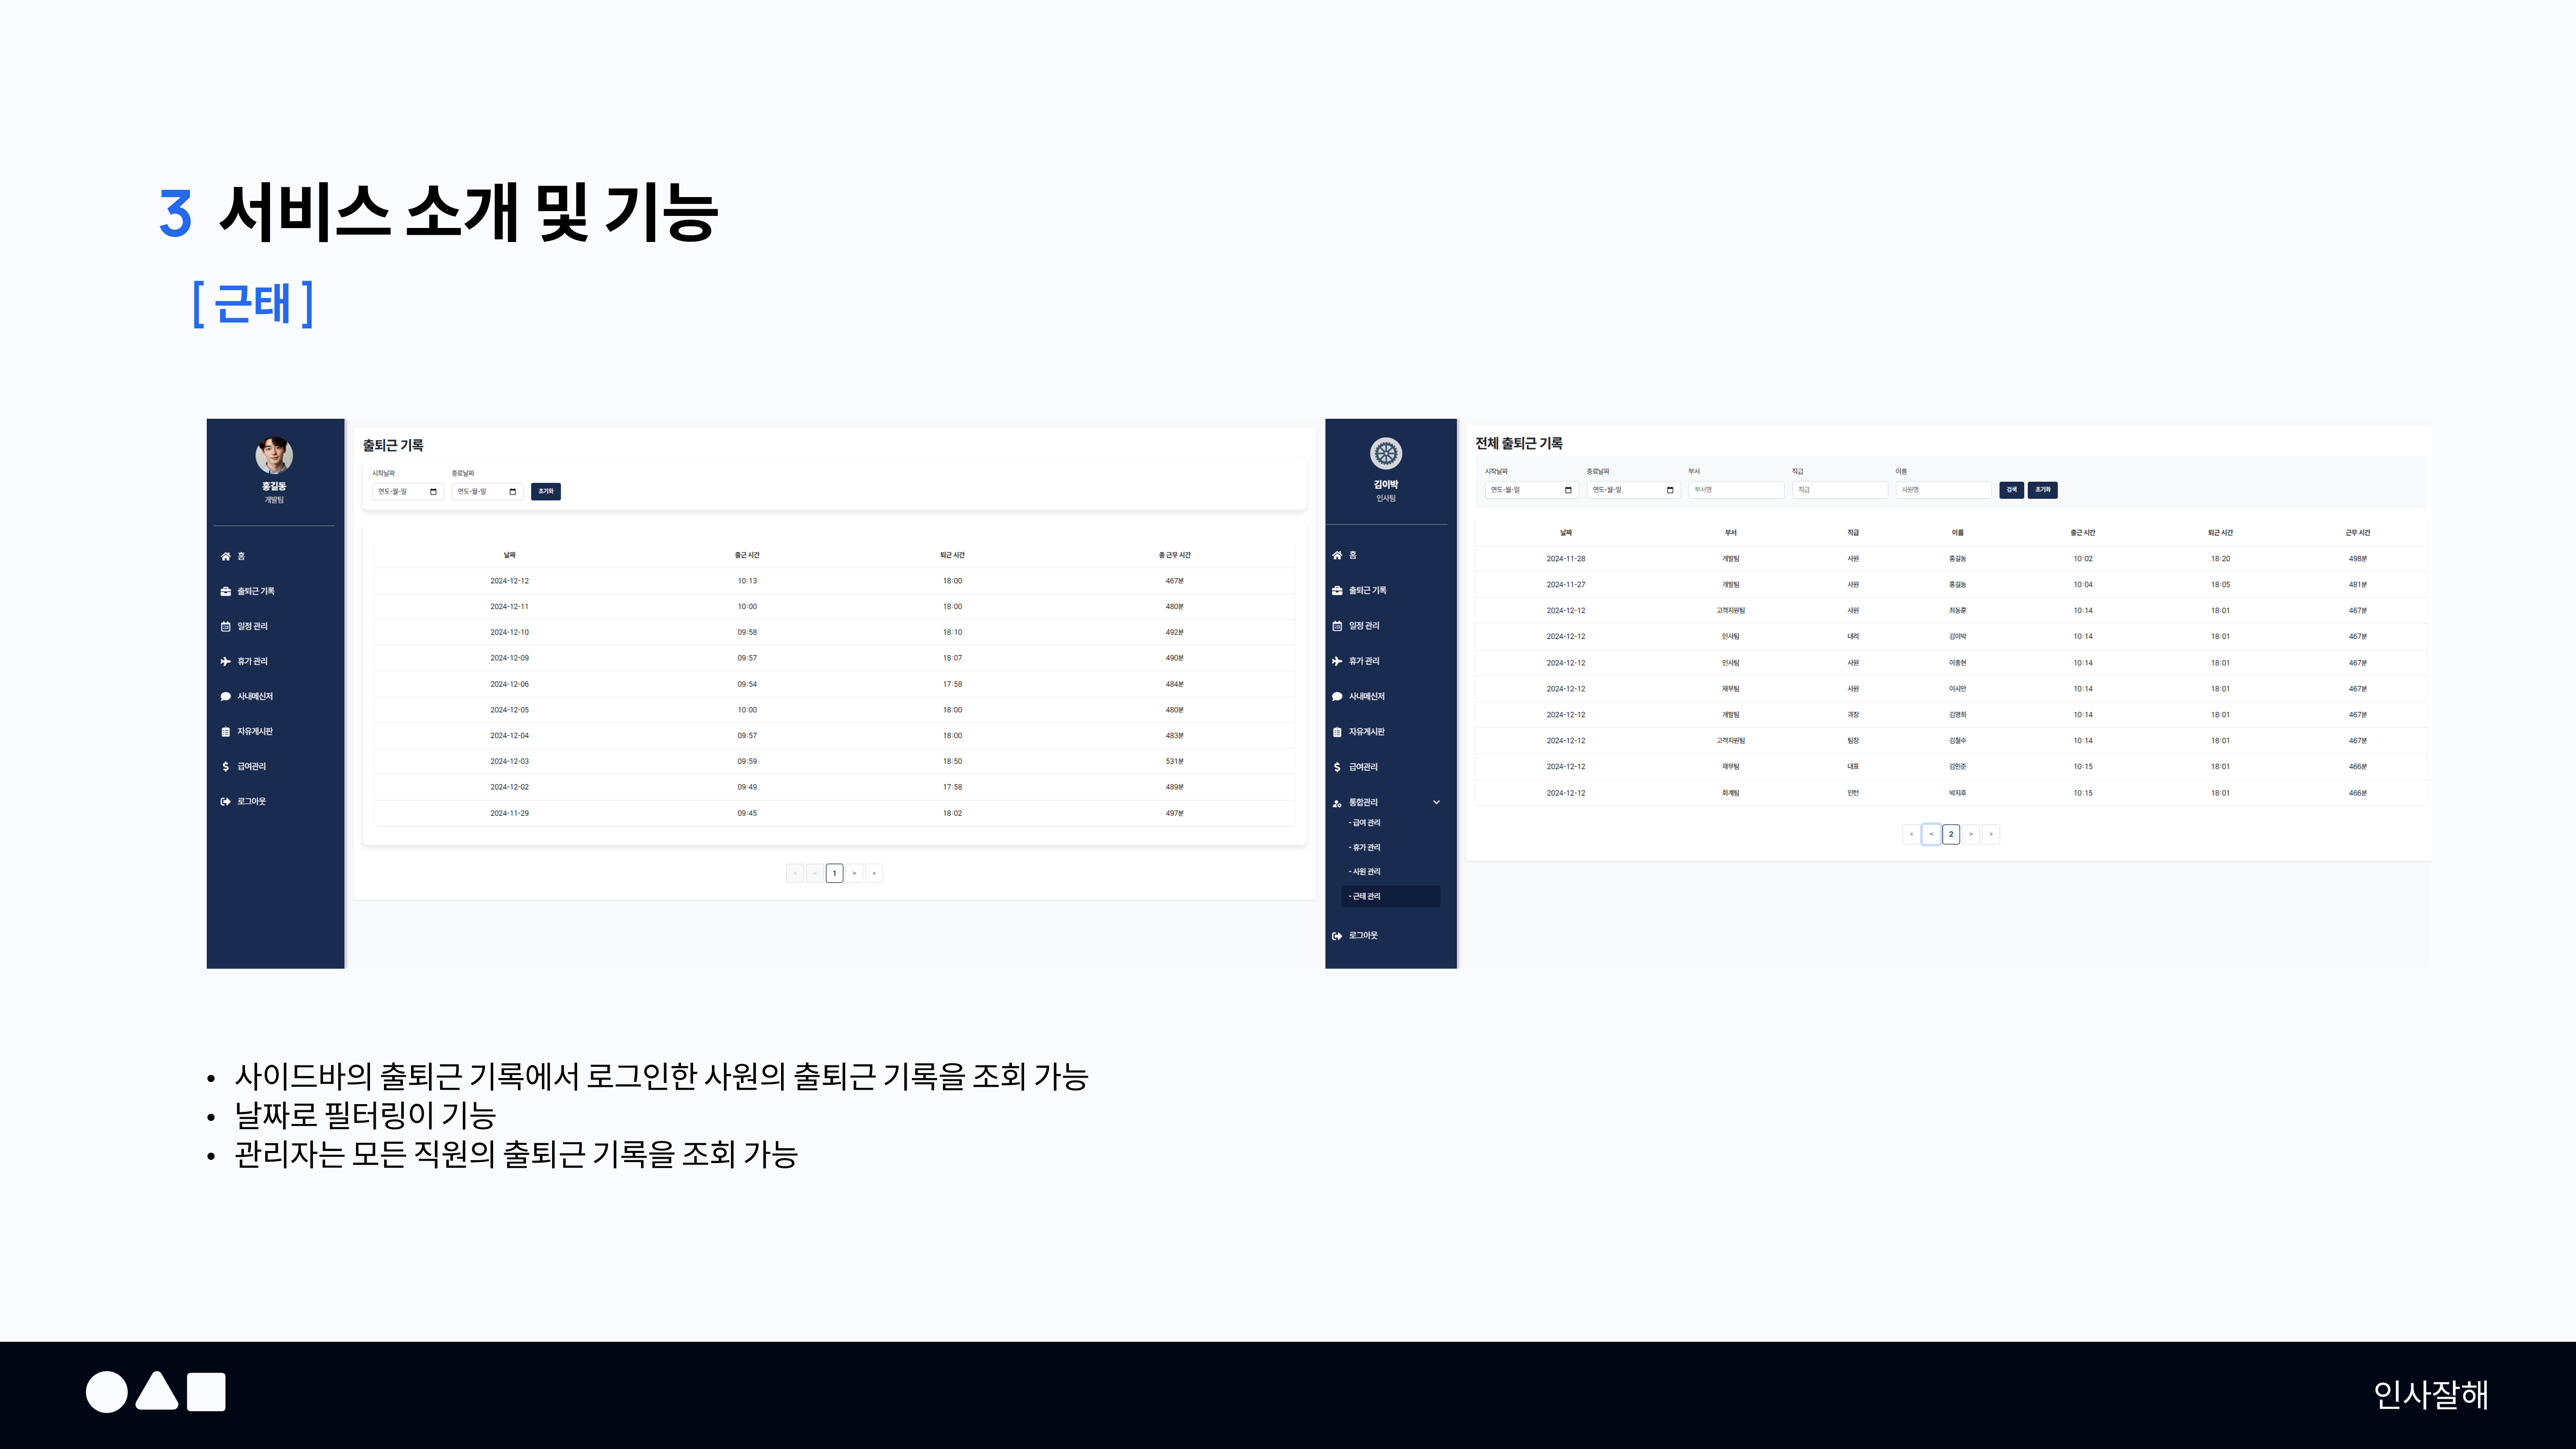 3 서비스 소개 및 기능
[ 근태 ]
홍길동
개발팀
홈
출퇴근 기록
일정 관리
휴가 관리
사내메신저
자유게시판
급여관리
로그아웃
출퇴근 기록
시작날짜 종료날짜
연도-월-일 연도-월-일 초기화
날짜 출근 시간 퇴근 시간 총 근무 시간
2024-12-12 10:13 18:00 467분
2024-12-11 10:00 18:00 480분
2024-12-10 09:58 18:10 492분
2024-12-09 09:57 18:07 490분
2024-12-06 09:54 17:58 484분
2024-12-05 10:00 18:00 480분
2024-12-04 09:57 18:00 483분
2024-12-03 09:59 18:50 531분
2024-12-02 09:49 17:58 489분
2024-11-29 09:45 18:02 497분
« < 1 > »
김이박
인사팀
홈
출퇴근 기록
일정 관리
휴가 관리
사내메신저
자유게시판
급여관리
통합관리
- 급여 관리
- 휴가 관리
- 사원 관리
- 근태 관리
로그아웃
전체 출퇴근 기록
시작날짜 종료날짜 부서 직급 이름
연도-월-일 연도-월-일 부서명 직급 사원명 검색 초기화
날짜 부서 직급 이름 출근 시간 퇴근 시간 근무 시간
2024-11-28 개발팀 사원 홍길동 10:02 18:20 498분
2024-11-27 개발팀 사원 홍길동 10:04 18:05 481분
2024-12-12 고객지원팀 사원 최동훈 10:14 18:01 467분
2024-12-12 인사팀 대리 김이박 10:14 18:01 467분
2024-12-12 인사팀 사원 이종현 10:14 18:01 467분
2024-12-12 재무팀 사원 이시안 10:14 18:01 467분
2024-12-12 개발팀 과장 김영희 10:14 18:01 467분
2024-12-12 고객지원팀 팀장 김철수 10:14 18:01 467분
2024-12-12 재무팀 대표 김민준 10:15 18:01 466분
2024-12-12 회계팀 인턴 박지후 10:15 18:01 466분
« < 2 > »
• 사이드바의 출퇴근 기록에서 로그인한 사원의 출퇴근 기록을 조회 가능
• 날짜로 필터링이 기능
• 관리자는 모든 직원의 출퇴근 기록을 조회 가능
인사잘해